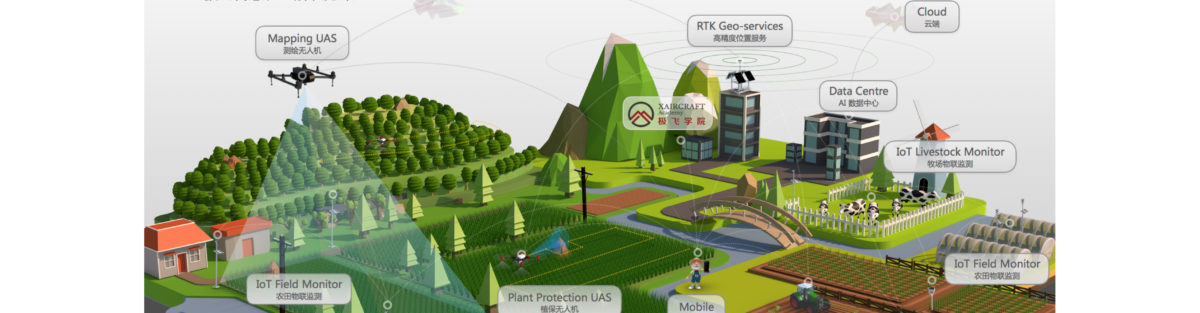 Cloud
云端
RTK Geo-services
高精度位置服务
Mapping UAS
测绘无人机
Data Centre
AI 数据中心
XAIRCRAFT
Academy
极飞学院
IoT Livestock Monitor
牧场物联监测
IoT Field Monitor
农田物联监测
IoT Field Monitor
农田物联监测
Plant Protection UAS
植保无人机
Mobile